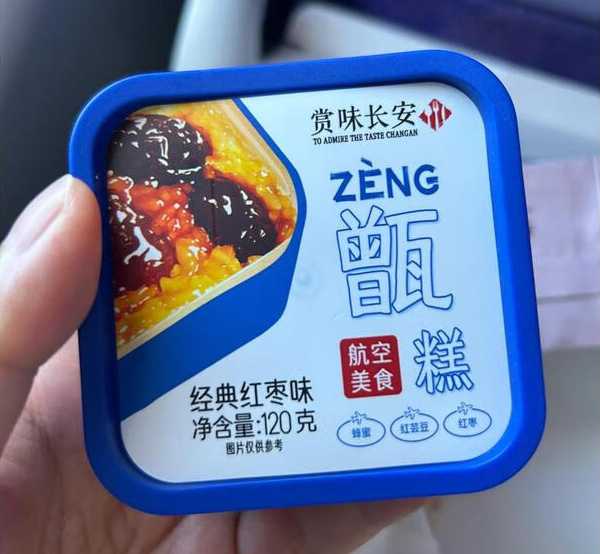 赏味长安
TO ADMIRE THE TASTE CHANGAN
ZÈNG
甑
糕
航空
美食
经典红枣味
净含量:120克
图片仅供参考
蜂蜜
红芸豆
红枣